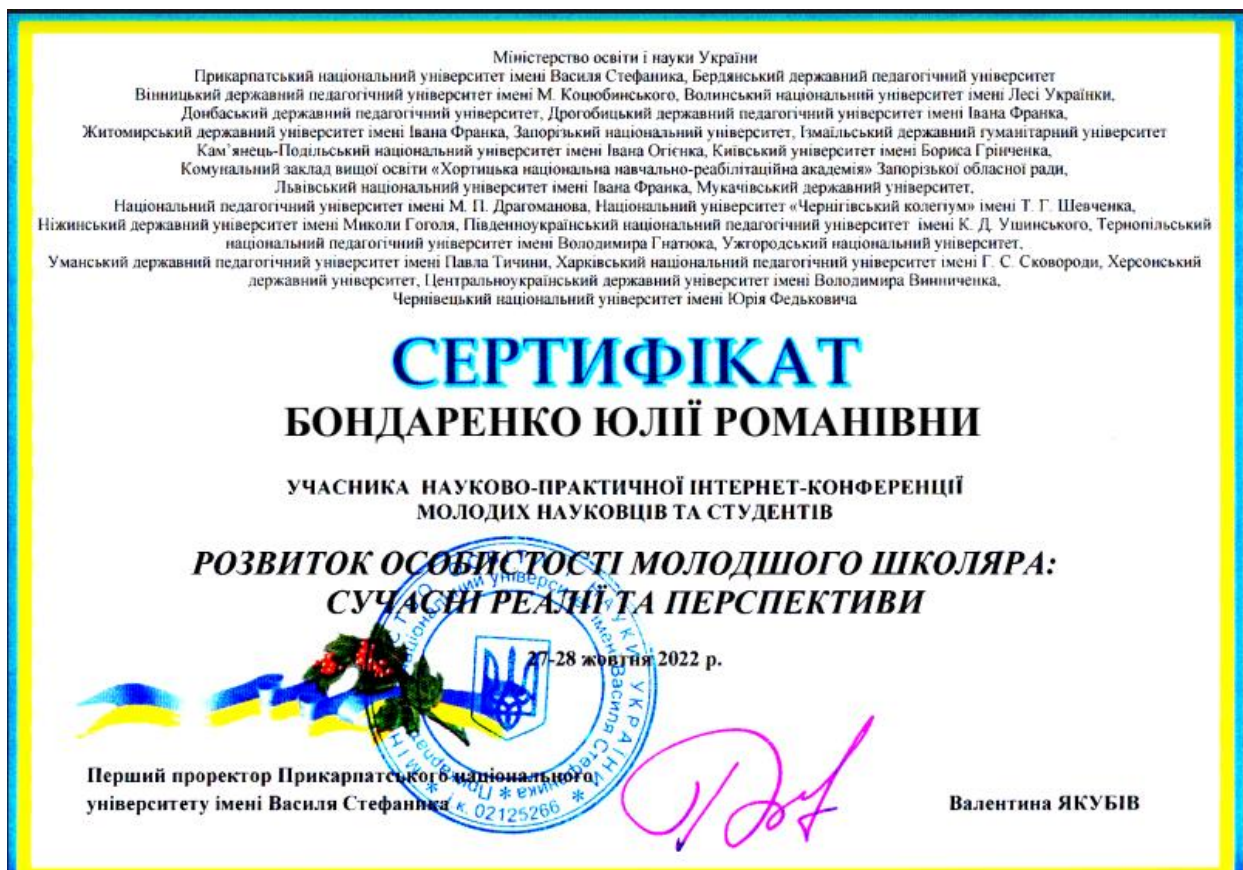 Міністерство освіти і науки України
Прикарпатський національний університет імені Василя Стефаника, Бердянський державний педагогічний університет
Вінницький державний педагогічний університет імені М. Коцюбинського, Волинський національний університет імені Лесі Українки,
Донбаський державний педагогічний університет, Дрогобицький державний педагогічний університет імені Івана Франка,
Житомирський державний університет імені Івана Франка, Запорізький національний університет, Ізмаїльський державний гуманітарний університет
Кам’янець-Подільський національний університет імені Івана Огієнка, Київський університет імені Бориса Грінченка,
Комунальний заклад вищої освіти «Хортицька національна навчально-реабілітаційна академія» Запорізької обласної ради,
Львівський національний університет імені Івана Франка, Мукачівський державний університет,
Національний педагогічний університет імені М. П. Драгоманова, Національний університет «Чернігівський колегіум» імені Т. Г. Шевченка,
Ніжинський державний університет імені Миколи Гоголя, Південноукраїнський національний педагогічний університет імені К. Д. Ушинського, Тернопільський
національний педагогічний університет імені Володимира Гнатюка, Ужгородський національний університет,
Уманський державний педагогічний університет імені Павла Тичини, Харківський національний педагогічний університет імені Г. С. Сковороди, Херсонський
державний університет, Центральноукраїнський державний університет імені Володимира Винниченка,
Чернівецький національний університет імені Юрія Федьковича
СЕРТИФІКАТ
БОНДАРЕНКО ЮЛІЇ РОМАНІВНИ
УЧАСНИКА НАУКОВО-ПРАКТИЧНОЇ ІНТЕРНЕТ-КОНФЕРЕНЦІЇ
МОЛОДИХ НАУКОВЦІВ ТА СТУДЕНТІВ
РОЗВИТОК ОСОБИСТОСТІ МОЛОДШОГО ШКОЛЯРА:
СУЧАСНІ РЕАЛІЇ ТА ПЕРСПЕКТИВИ
27-28 жовтня 2022 р.
НАУКИ УКРАЇНИ
університет імені Василя Стефаника
к. 02125266
Перший проректор Прикарпатського національного
університету імені Василя Стефаника
Валентина ЯКУБІВ